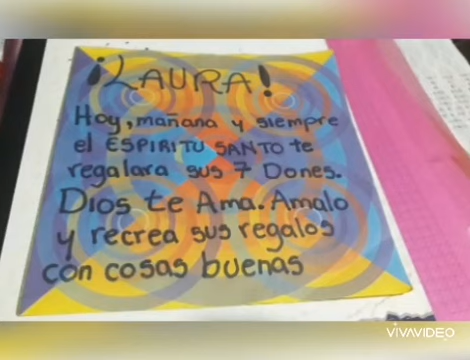 ¡LAURA!
Hoy, mañana y siempre
el ESPIRITU SANTO te
regalara sus 7 Dones.
Dios te Ama. Amalo
y recrea sus regalos
con cosas buenas
VIVAVIDEO